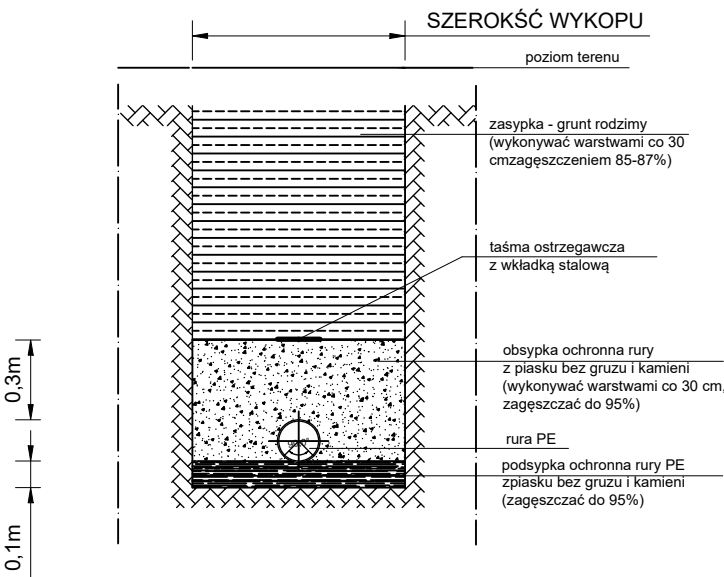 SZEROKŚĆ WYKOPU
poziom terenu
zasypka - grunt rodzimy
(wykonywać warstwami co 30
cmzagęszczeniem 85-87%)
taśma ostrzegawcza
z wkładką stalową
0,3m
obsypka ochronna rury
z piasku bez gruzu i kamieni
(wykonywać warstwami co 30 cm,
zagęszczać do 95%)
rura PE
podsypka ochronna rury PE
zpiasku bez gruzu i kamieni
(zagęszczać do 95%)
0,1m